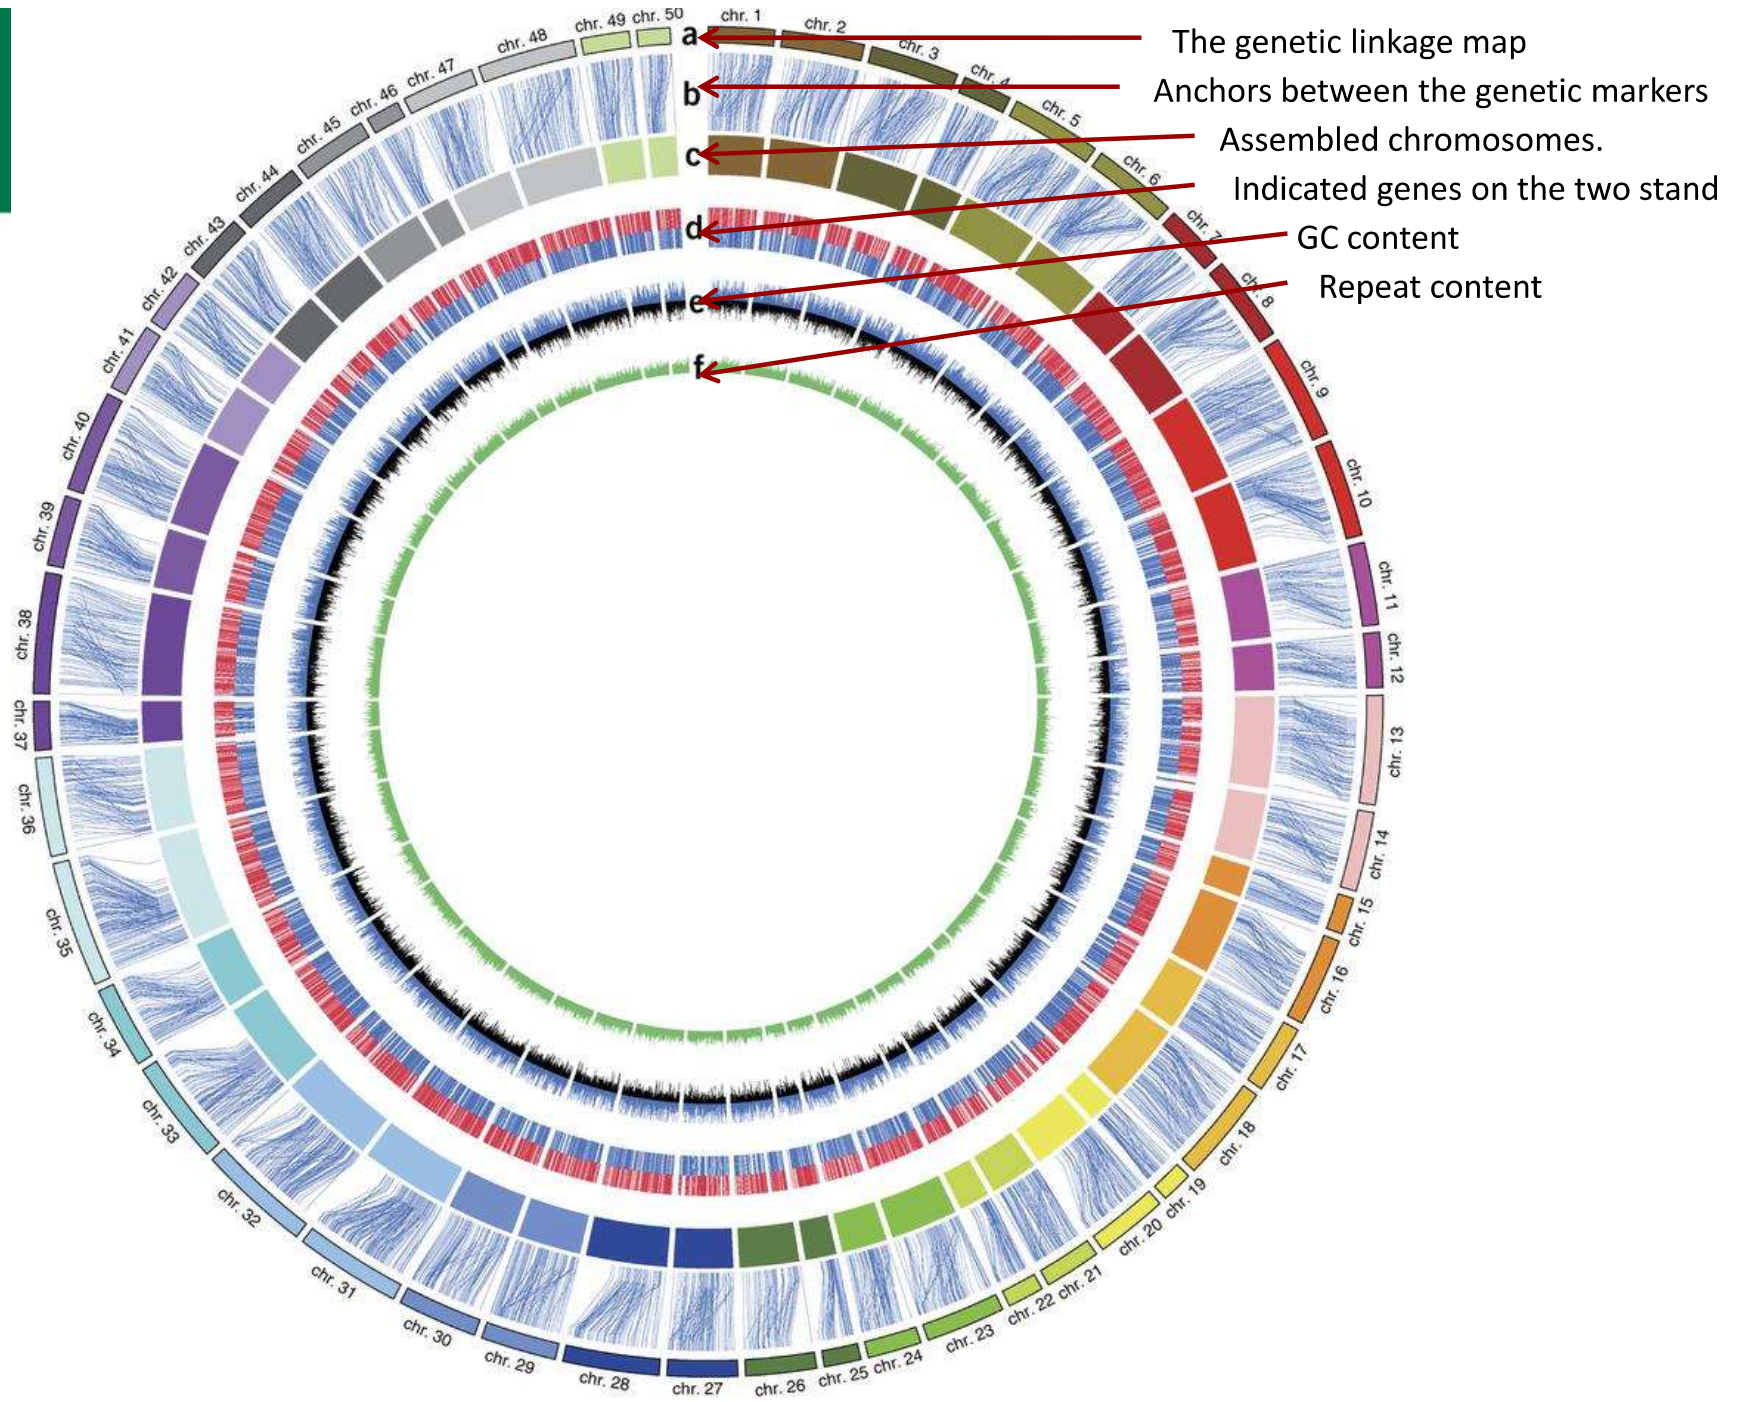 chr. 1
chr. 2
chr. 3
chr. 4
chr. 5
chr. 6
chr. 7
chr. 8
chr. 9
chr. 10
chr. 11
chr. 12
chr. 13
chr. 14
chr. 15
chr. 16
chr. 17
chr. 18
chr. 19
chr. 20
chr. 21
chr. 22
chr. 23
chr. 24
chr. 25
chr. 26
chr. 27
chr. 28
chr. 29
chr. 30
chr. 31
chr. 32
chr. 33
chr. 34
chr. 35
chr. 36
chr. 37
chr. 38
chr. 39
chr. 40
chr. 41
chr. 42
chr. 43
chr. 44
chr. 45
chr. 46
chr. 47
chr. 48
chr. 49
chr. 50
a
The genetic linkage map
b
Anchors between the genetic markers
c
Assembled chromosomes.
d
Indicated genes on the two stand
e
GC content
f
Repeat content